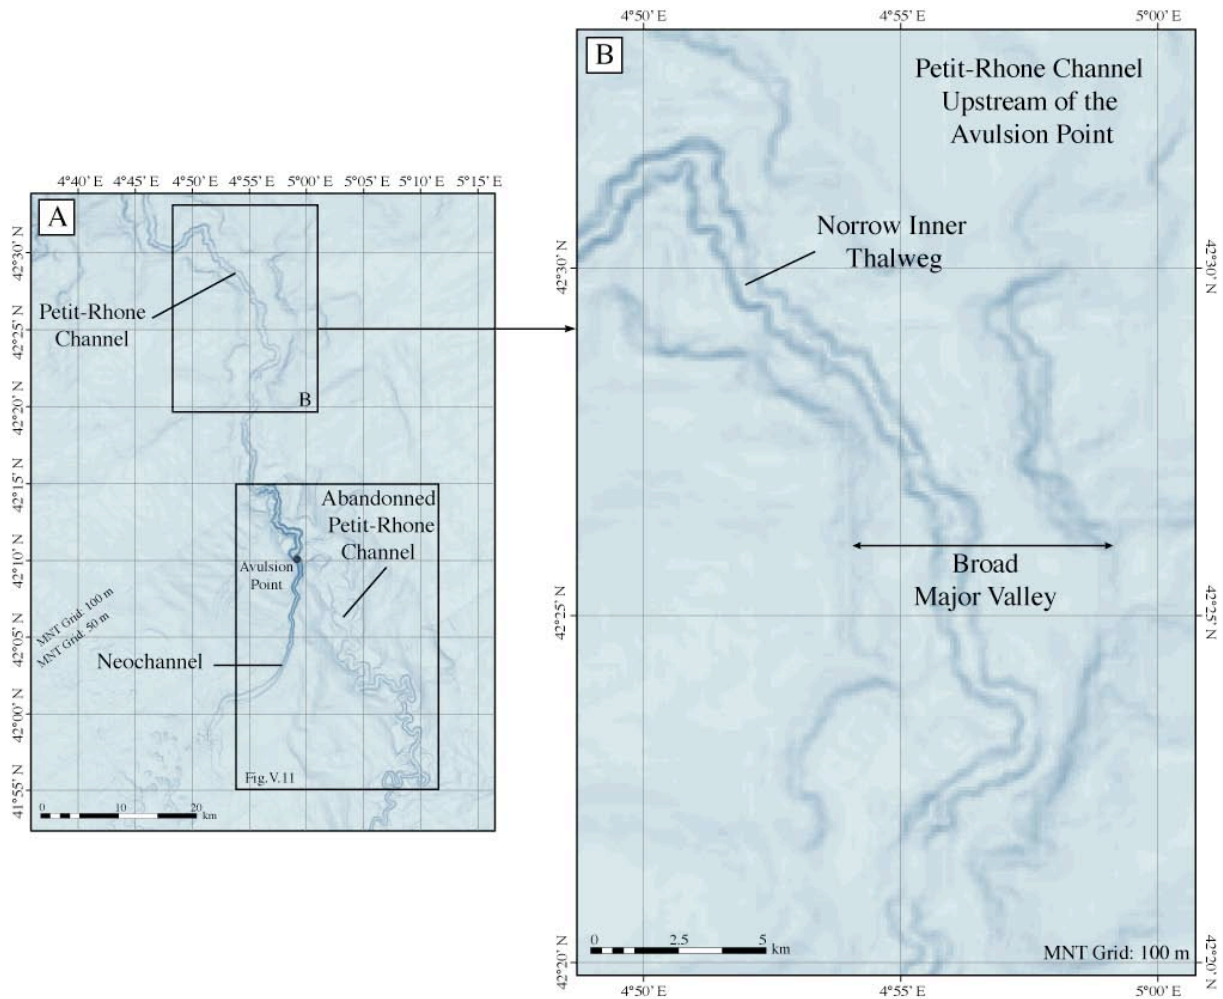 A
4°40' E 4°45' E 4°50' E 4°55' E 5°00' E 5°05' E 5°10' E 5°15' E
42°30' N
42°25' N
42°20' N
42°15' N
42°10' N
42°05' N
42°00' N
41°55' N
Petit-Rhone
Channel
B
Abandonned
Petit-Rhone
Channel
Avulsion
Point
MNT Grid: 100 m
MNT Grid: 50 m
Neochannel
Fig.V.11
0 10 20
km
B
4°50' E 4°55' E 5°00' E
Petit-Rhone Channel
Upstream of the
Avulsion Point
Norrow Inner
Thalweg
42°30' N 42°30' N
Broad
Major Valley
42°25' N 42°25' N
0 2.5 5
km
MNT Grid: 100 m
42°20' N 42°20' N
4°50' E 4°55' E 5°00' E